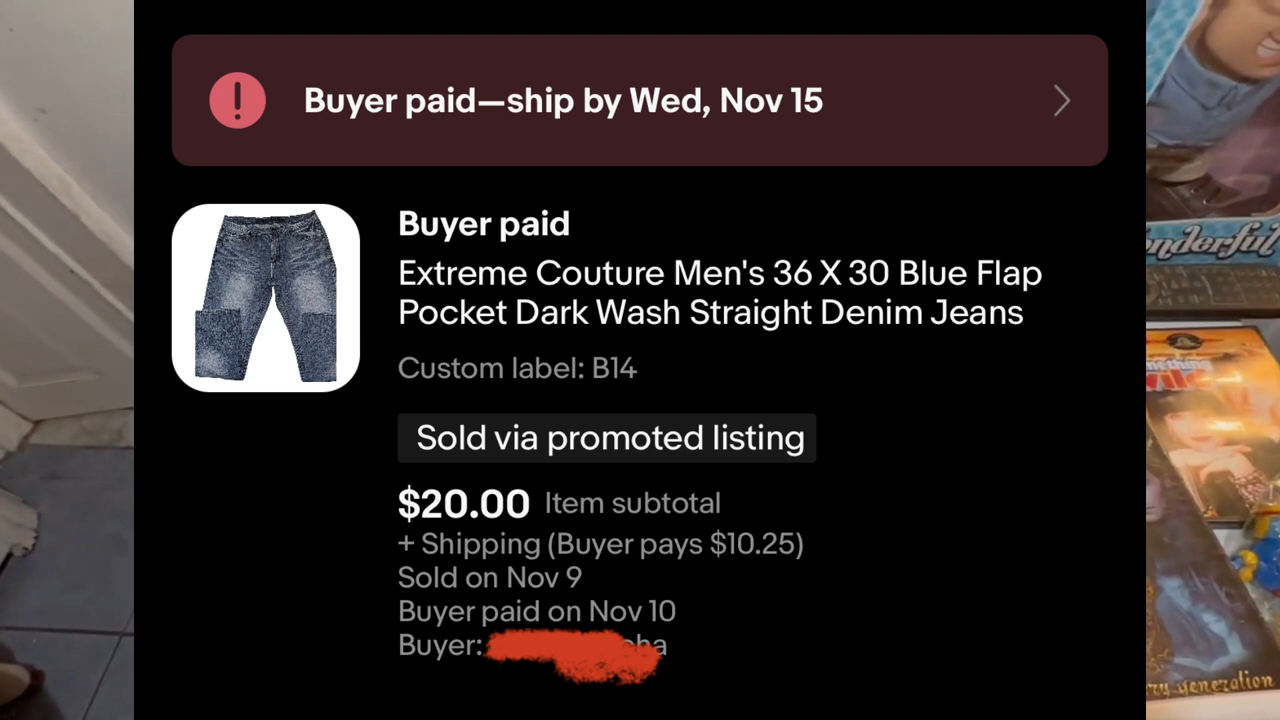 Buyer paid—ship by Wed, Nov 15
Buyer paid
Extreme Couture Men's 36 X 30 Blue Flap
Pocket Dark Wash Straight Denim Jeans
Custom label: B14
Sold via promoted listing
$20.00 Item subtotal
+ Shipping (Buyer pays $10.25)
Sold on Nov 9
Buyer paid on Nov 10
Buyer: